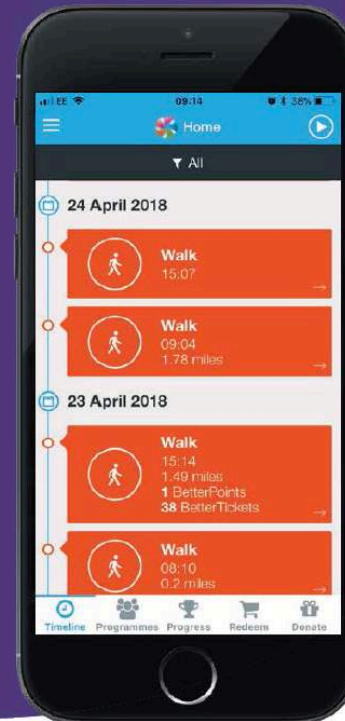 EE 09:14 38%
Home
All
24 April 2018
Walk
15:07
Walk
09:04
1.78 miles
23 April 2018
Walk
15:14
1.49 miles
1 BetterPoints
38 BetterTickets
Walk
08:10
0.2 miles
Timeline Programmes Progress Redeem Donate